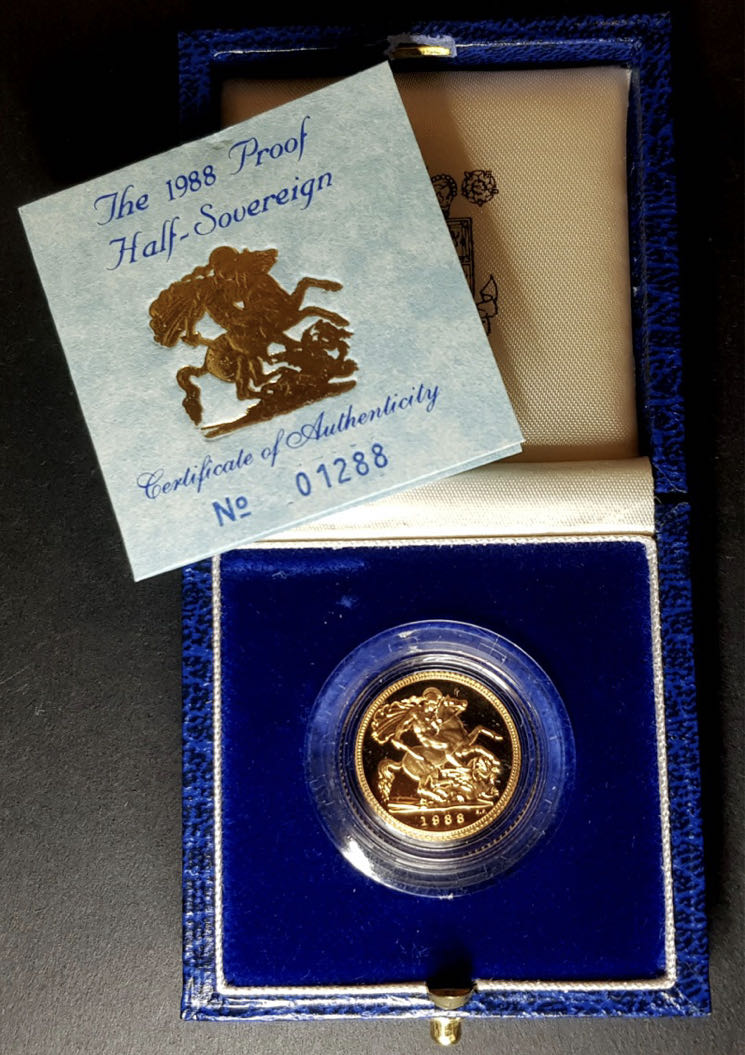 The 1988 Proof
Half-Sovereign
Certificate of Authenticity
Nº 01288
1988